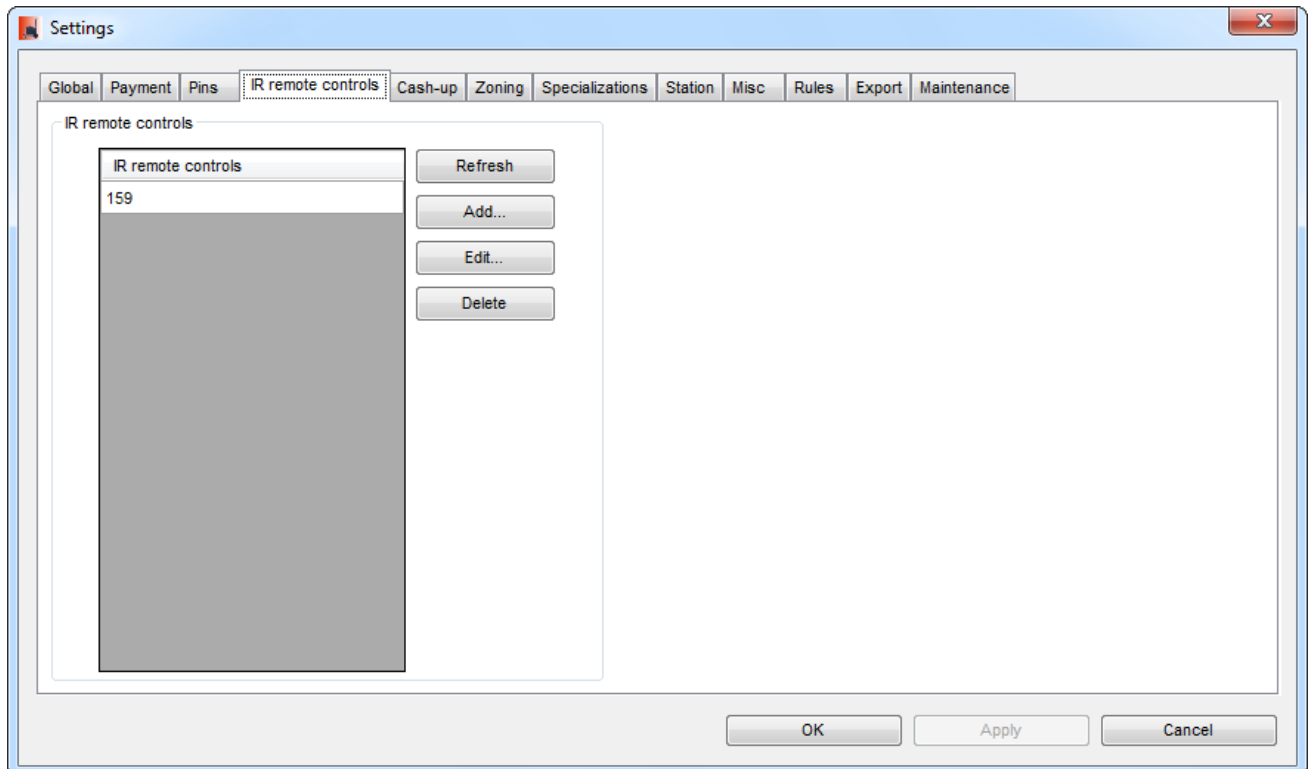 Settings
Global Payment Pins IR remote controls Cash-up Zoning Specializations Station Misc Rules Export Maintenance
IR remote controls
IR remote controls
159
Refresh
Add...
Edit...
Delete
OK Apply Cancel